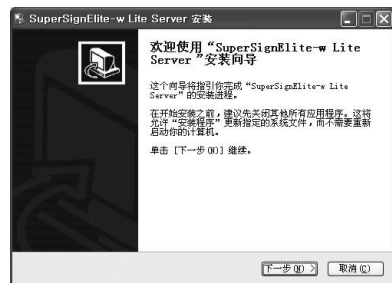 SuperSignElite-w Lite Server 安装
欢迎使用“SuperSignElite-w Lite
Server ”安装向导
这个向导将指引你完成“SuperSignElite-w Lite
Server”的安装进程。
在开始安装之前，建议先关闭其他所有应用程序。这将
允许“安装程序”更新指定的系统文件，而不需要重新
启动你的计算机。
单击 [下一步(N)] 继续。
下一步(N) >
取消(C)